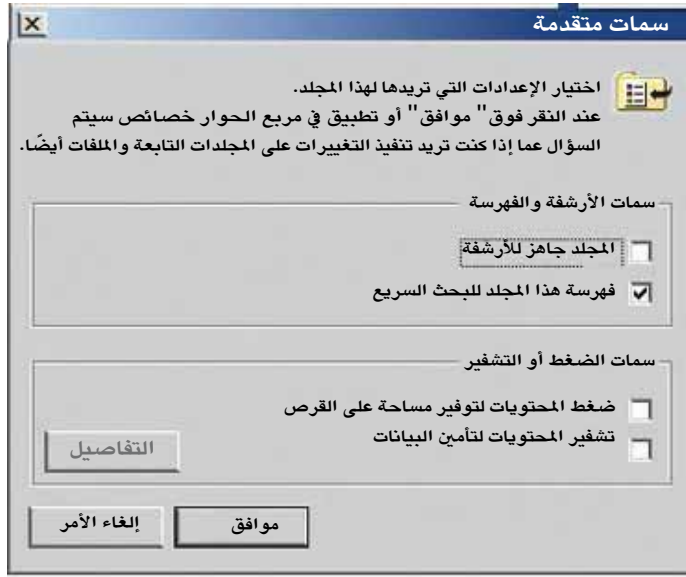 سمات متقدمة
اختيار الإعدادات التي تريدها لهذا المجلد.
عند النقر فوق" موافق" أو تطبيق في مربع الحوار خصائص سيتم
السؤال عما إذا كنت تريد تنفيذ التغييرات على المجلدات التابعة والملفات أيضًا.
سمات الأرشفة والفهرسة
المجلد جاهز للأرشفة
فهرسة هذا المجلد للبحث السريع
سمات الضغط أو التشفير
ضغط المحتويات لتوفير مساحة على القرص
تشفير المحتويات لتأمين البيانات
التفاصيل
موافق
إلغاء الأمر